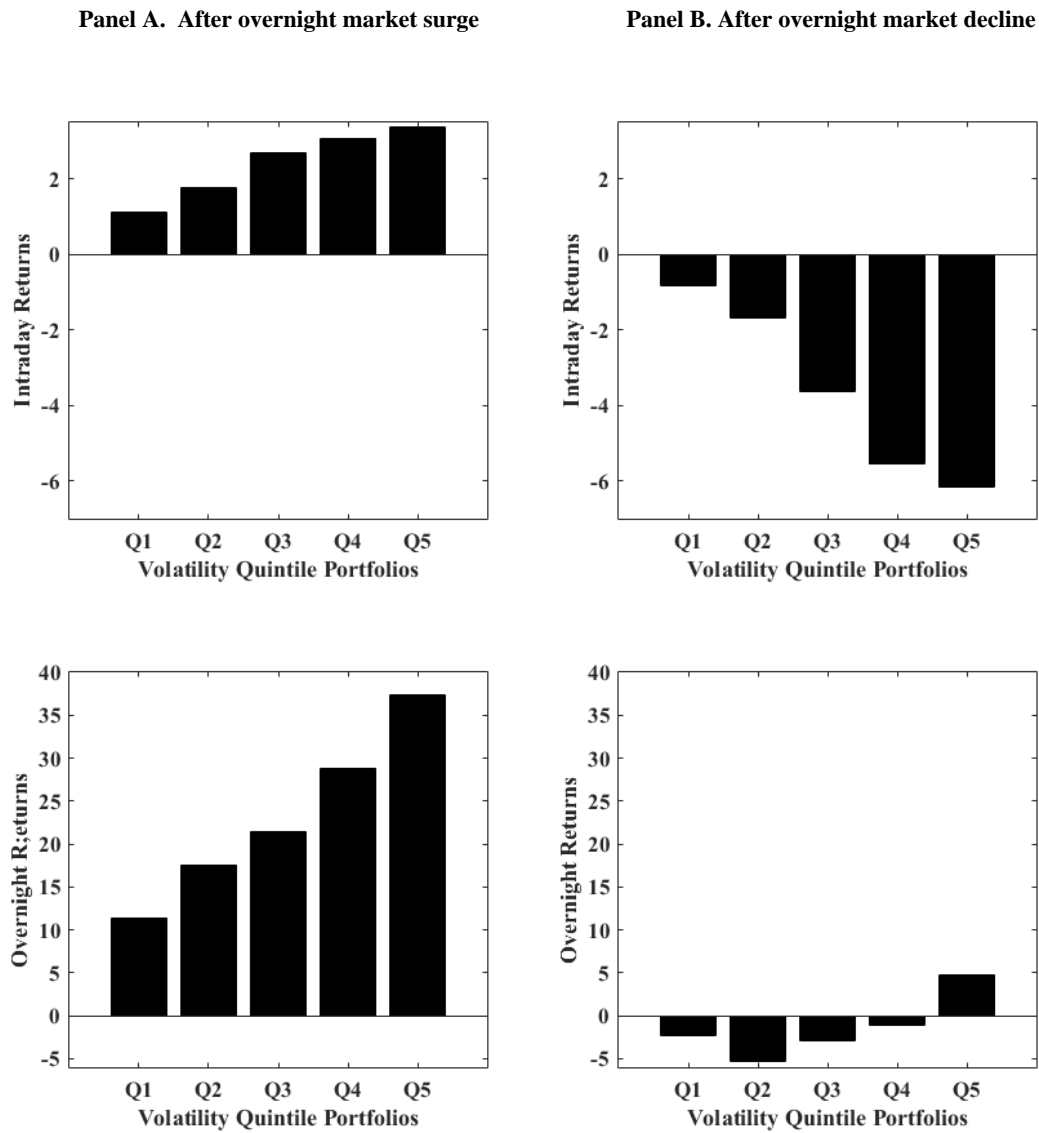 Panel A. After overnight market surge
Panel B. After overnight market decline
2
0
-2
-4
-6
Intraday Returns
Q1 Q2 Q3 Q4 Q5
Volatility Quintile Portfolios
2
0
-2
-4
-6
Intraday Returns
Q1 Q2 Q3 Q4 Q5
Volatility Quintile Portfolios
40
35
30
25
20
15
10
5
0
-5
Overnight R;eturns
Q1 Q2 Q3 Q4 Q5
Volatility Quintile Portfolios
40
35
30
25
20
15
10
5
0
-5
Overnight Returns
Q1 Q2 Q3 Q4 Q5
Volatility Quintile Portfolios